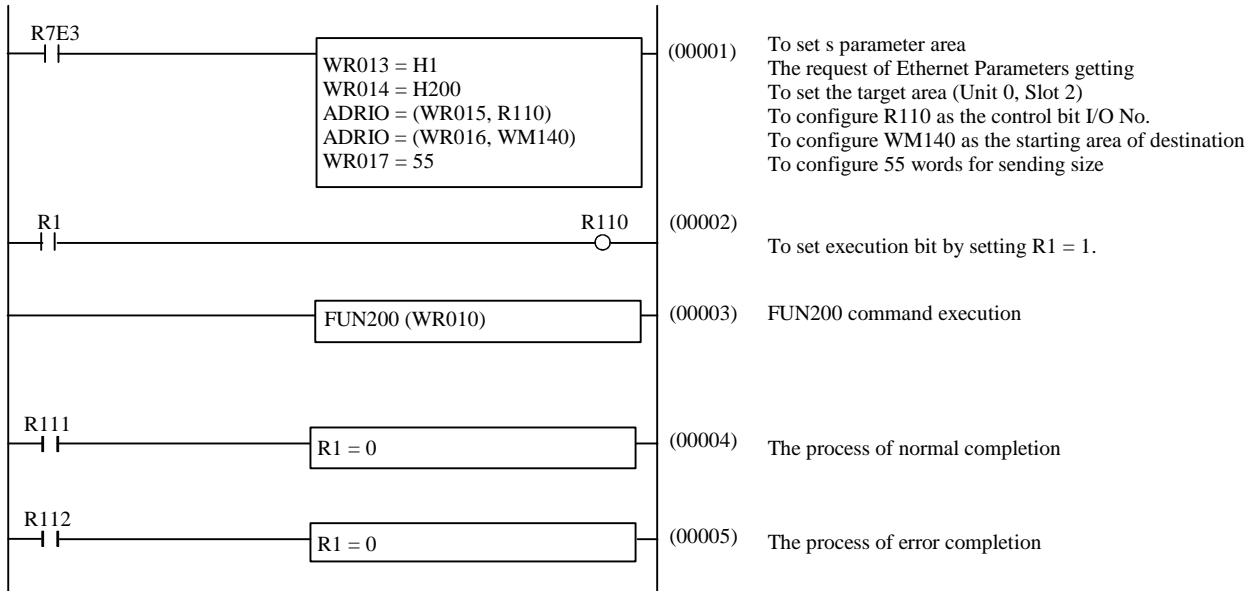 R7E3
WR013 = H1
WR014 = H200
ADRIO = (WR015, R110)
ADRIO = (WR016, WM140)
WR017 = 55
(00001)
To set s parameter area
The request of Ethernet Parameters getting
To set the target area (Unit 0, Slot 2)
To configure R110 as the control bit I/O No.
To configure WM140 as the starting area of destination
To configure 55 words for sending size
R1
R110
(00002)
To set execution bit by setting R1 = 1.
FUN200 (WR010)
(00003)
FUN200 command execution
R111
R1 = 0
(00004)
The process of normal completion
R112
R1 = 0
(00005)
The process of error completion